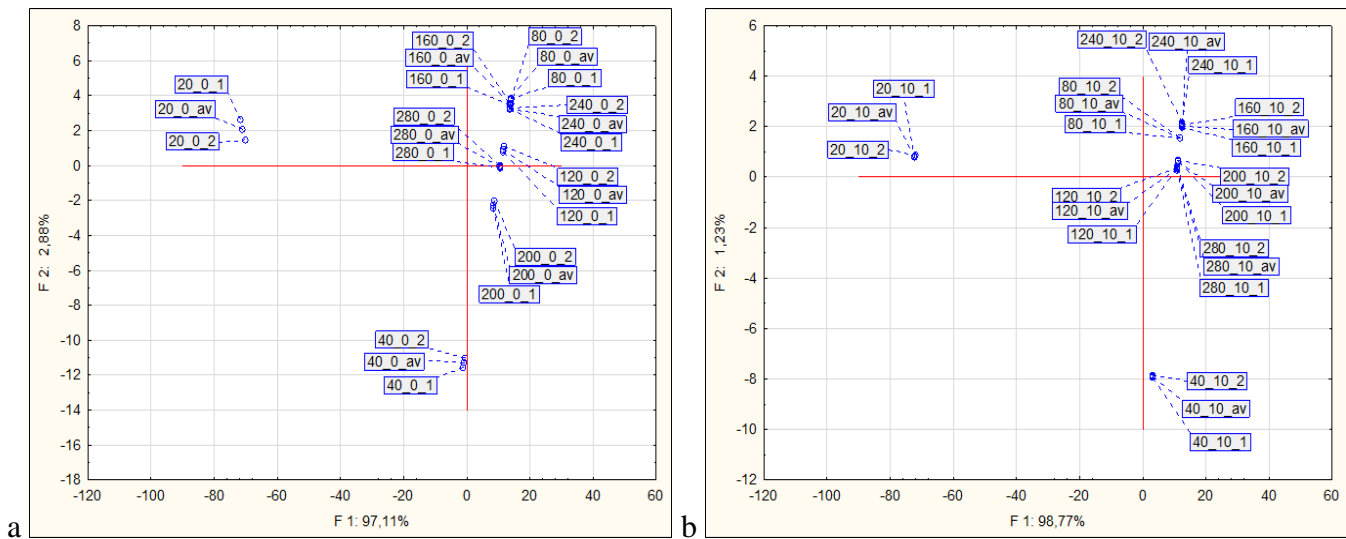 8
6
4
2
0
-2
-4
-6
-8
-10
-12
-14
-16
-18
F 2: 2,88%
160_0_2
160_0_av
160_0_1
80_0_2
80_0_av
80_0_1
240_0_2
240_0_av
240_0_1
20_0_1
20_0_av
20_0_2
280_0_2
280_0_av
280_0_1
120_0_2
120_0_av
120_0_1
200_0_2
200_0_av
200_0_1
40_0_2
40_0_av
40_0_1
-120 -100 -80 -60 -40 -20 0 20 40 60
F 1: 97,11%
a
6
4
2
0
-2
-4
-6
-8
-10
-12
F 2: 1,23%
240_10_2
240_10_av
240_10_1
80_10_2
80_10_av
80_10_1
160_10_2
160_10_av
160_10_1
20_10_1
20_10_av
20_10_2
200_10_2
200_10_av
200_10_1
120_10_2
120_10_av
120_10_1
280_10_2
280_10_av
280_10_1
40_10_2
40_10_av
40_10_1
-120 -100 -80 -60 -40 -20 0 20 40 60
F 1: 98,77%
b